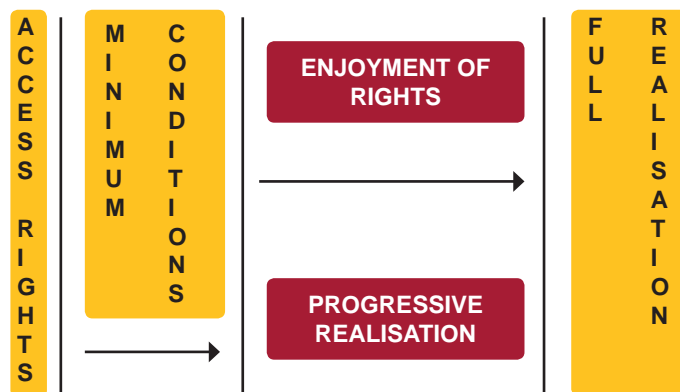 ACCESS RIGHTS
MINIMUM
CONDITIONS
ENJOYMENT OF
RIGHTS
PROGRESSIVE
REALISATION
FULL
REALISATION